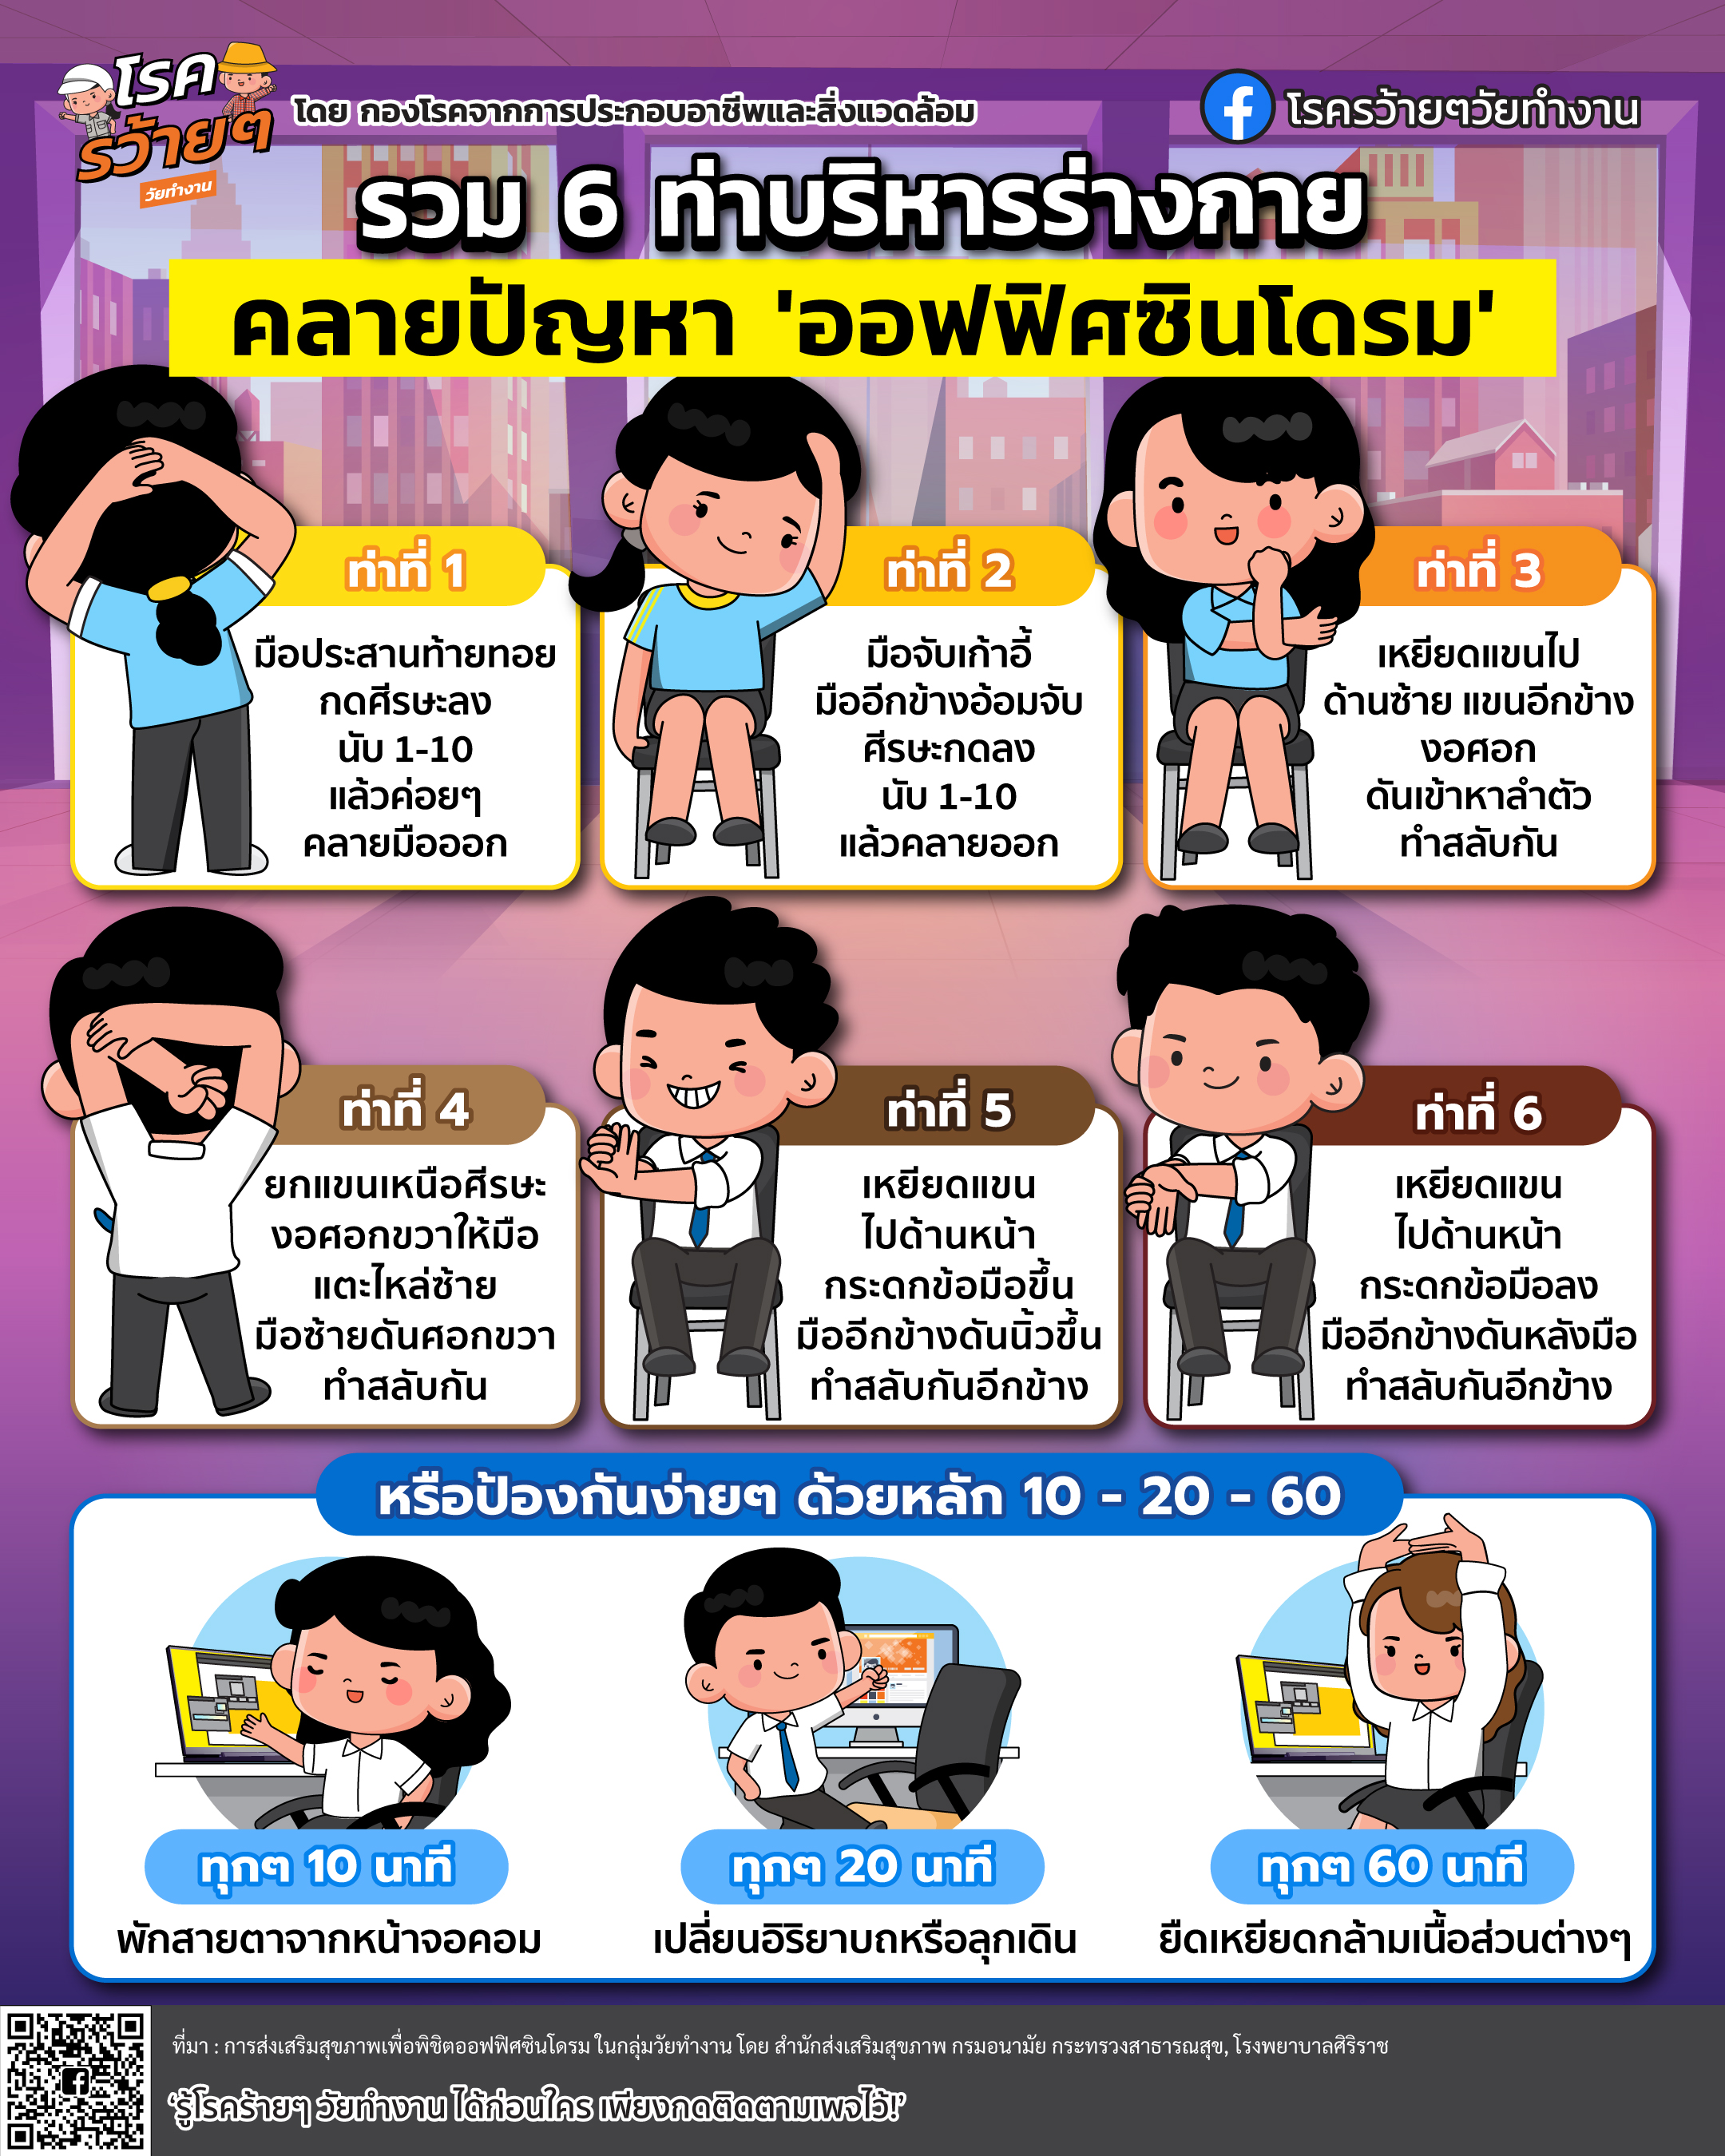 โรค
รว้ายๆ
วัยทำงาน
โดย กองโรคจากการประกอบอาชีพและสิ่งแวดล้อม
โรครว้ายๆวัยทำงาน
รวม 6 ท่าบริหารร่างกาย
คลายปัญหา 'ออฟฟิศซินโดรม'
ท่าที่ 1
มือประสานท้ายทอย
กดศีรษะลง
นับ 1-10
แล้วค่อยๆ
คลายมือออก
ท่าที่ 2
มือจับเก้าอี้
มืออีกข้างอ้อมจับ
ศีรษะกดลง
นับ 1-10
แล้วคลายออก
ท่าที่ 3
เหยียดแขนไป
ด้านซ้าย แขนอีกข้าง
งอศอก
ดันเข้าหาลำตัว
ทำสลับกัน
ท่าที่ 4
ยกแขนเหนือศีรษะ
งอศอกขวาให้มือ
แตะไหล่ซ้าย
มือซ้ายดันศอกขวา
ทำสลับกัน
ท่าที่ 5
เหยียดแขน
ไปด้านหน้า
กระดกข้อมือขึ้น
มืออีกข้างดันนิ้วขึ้น
ทำสลับกันอีกข้าง
ท่าที่ 6
เหยียดแขน
ไปด้านหน้า
กระดกข้อมือลง
มืออีกข้างดันหลังมือ
ทำสลับกันอีกข้าง
หรือป้องกันง่ายๆ ด้วยหลัก 10 - 20 - 60
ทุกๆ 10 นาที
พักสายตาจากหน้าจอคอม
ทุกๆ 20 นาที
เปลี่ยนอิริยาบถหรือลุกเดิน
ทุกๆ 60 นาที
ยืดเหยียดกล้ามเนื้อส่วนต่างๆ
ที่มา : การส่งเสริมสุขภาพเพื่อพิชิตออฟฟิศซินโดรม ในกลุ่มวัยทำงาน โดย สำนักส่งเสริมสุขภาพ กรมอนามัย กระทรวงสาธารณสุข, โรงพยาบาลศิริราช
'รู้โรคร้ายๆ วัยทำงาน ได้ก่อนใคร เพียงกดติดตามเพจไว้!'